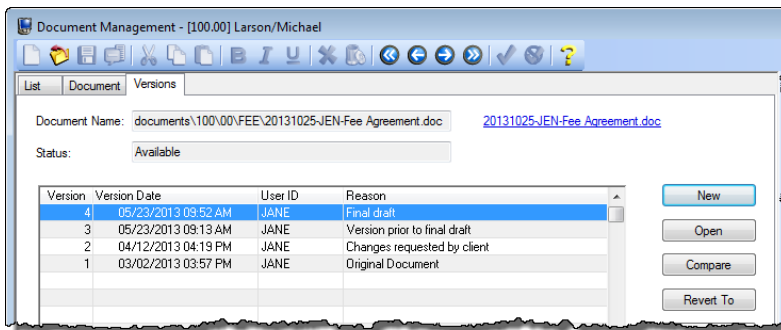 Document Management - [100.00] Larson/Michael
B I U ?
List Document Versions
Document Name: documents\100\00\FEE\20131025-JEN-Fee Agreement.doc 20131025-JEN-Fee Agreement.doc
Status: Available
Version Version Date User ID Reason New
4 05/23/2013 09:52 AM JANE Final draft
3 05/23/2013 09:13 AM JANE Version prior to final draft Open
2 04/12/2013 04:19 PM JANE Changes requested by client
1 03/02/2013 03:57 PM JANE Original Document Compare
Revert To